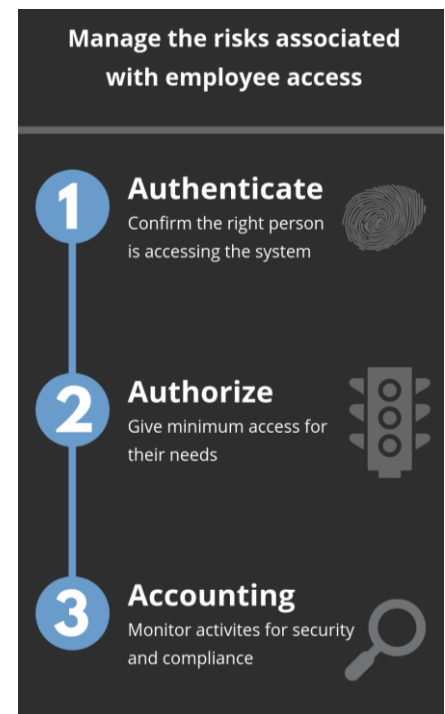 Manage the risks associated
with employee access
1
Authenticate
Confirm the right person
is accessing the system
2
Authorize
Give minimum access for
their needs
3
Accounting
Monitor activites for security
and compliance